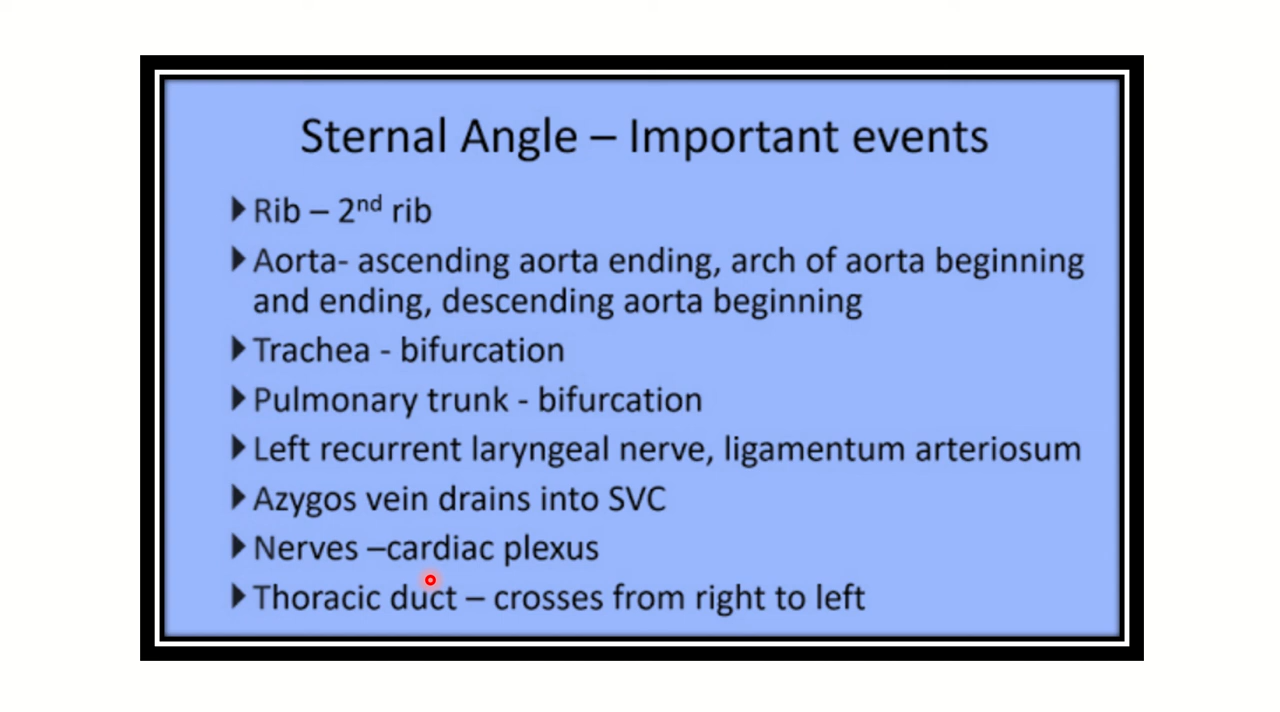 Sternal Angle – Important events
Rib – 2nd rib
Aorta- ascending aorta ending, arch of aorta beginning
and ending, descending aorta beginning
Trachea - bifurcation
Pulmonary trunk - bifurcation
Left recurrent laryngeal nerve, ligamentum arteriosum
Azygos vein drains into SVC
Nerves –cardiac plexus
Thoracic duct – crosses from right to left